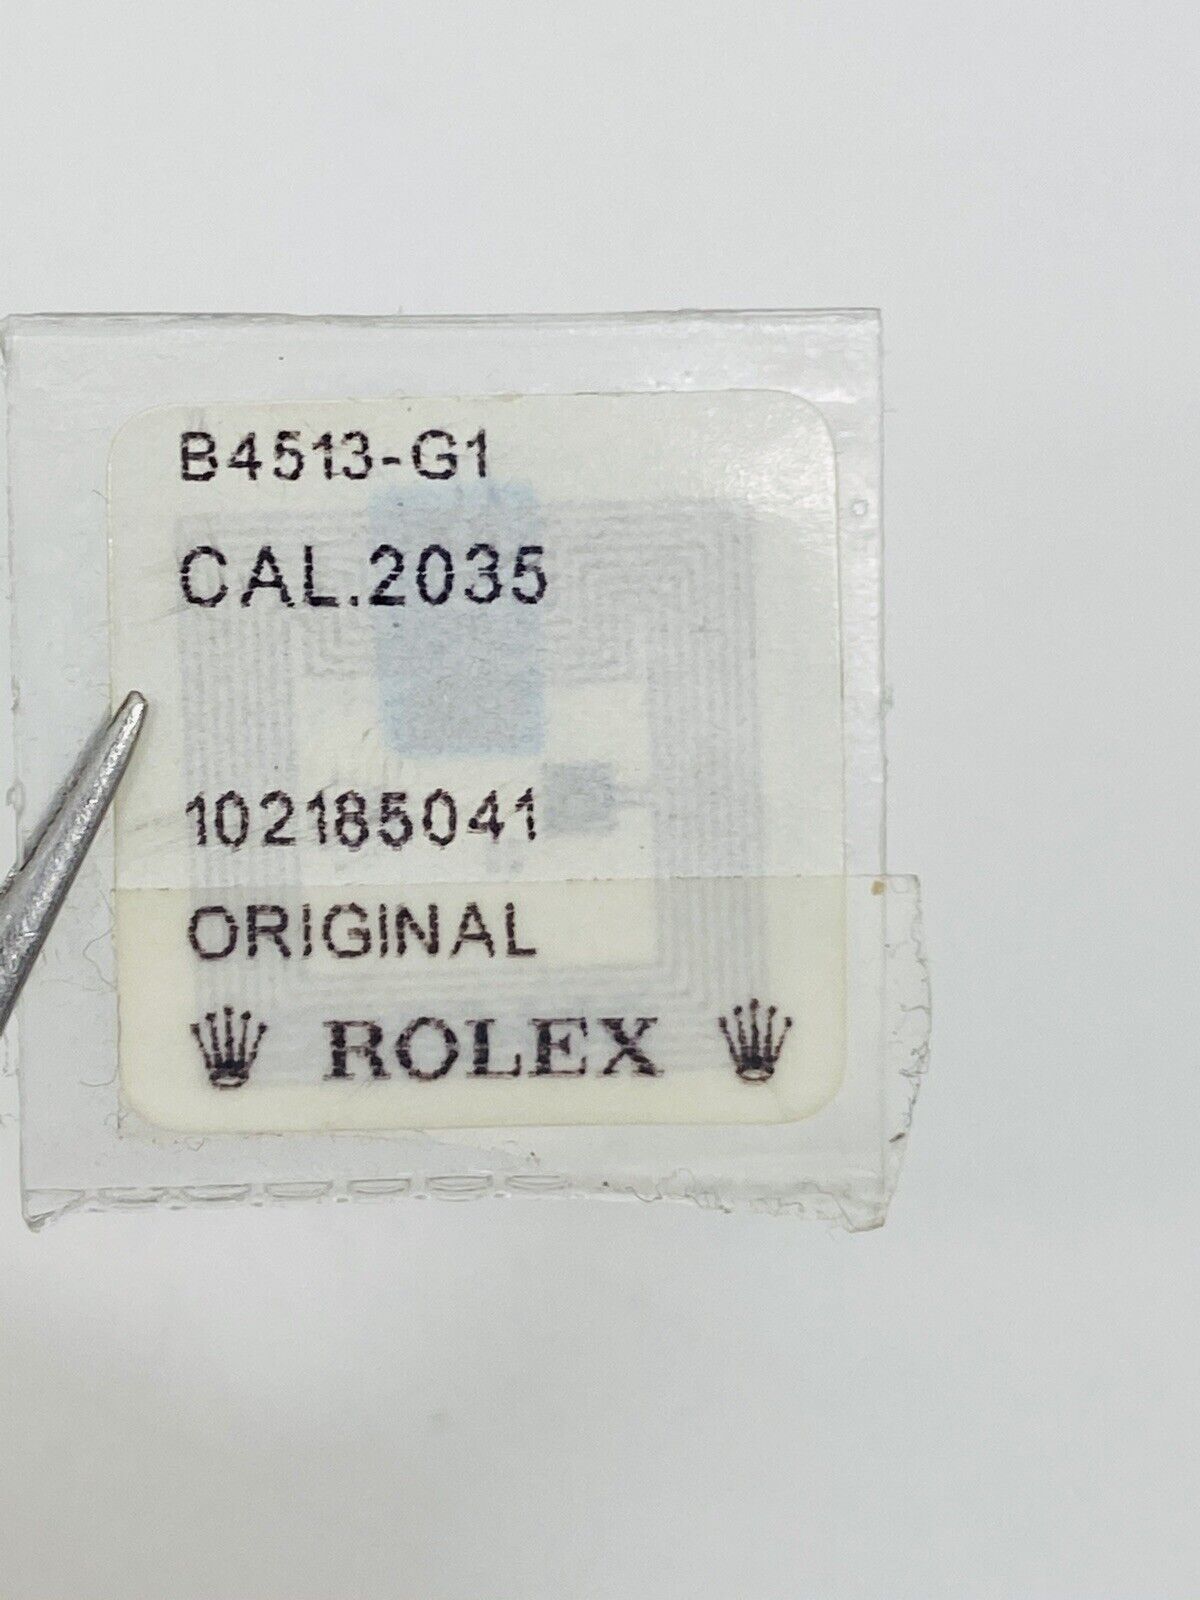 B4513-G1
CAL.2035
102185041
ORIGINAL
ROLEX